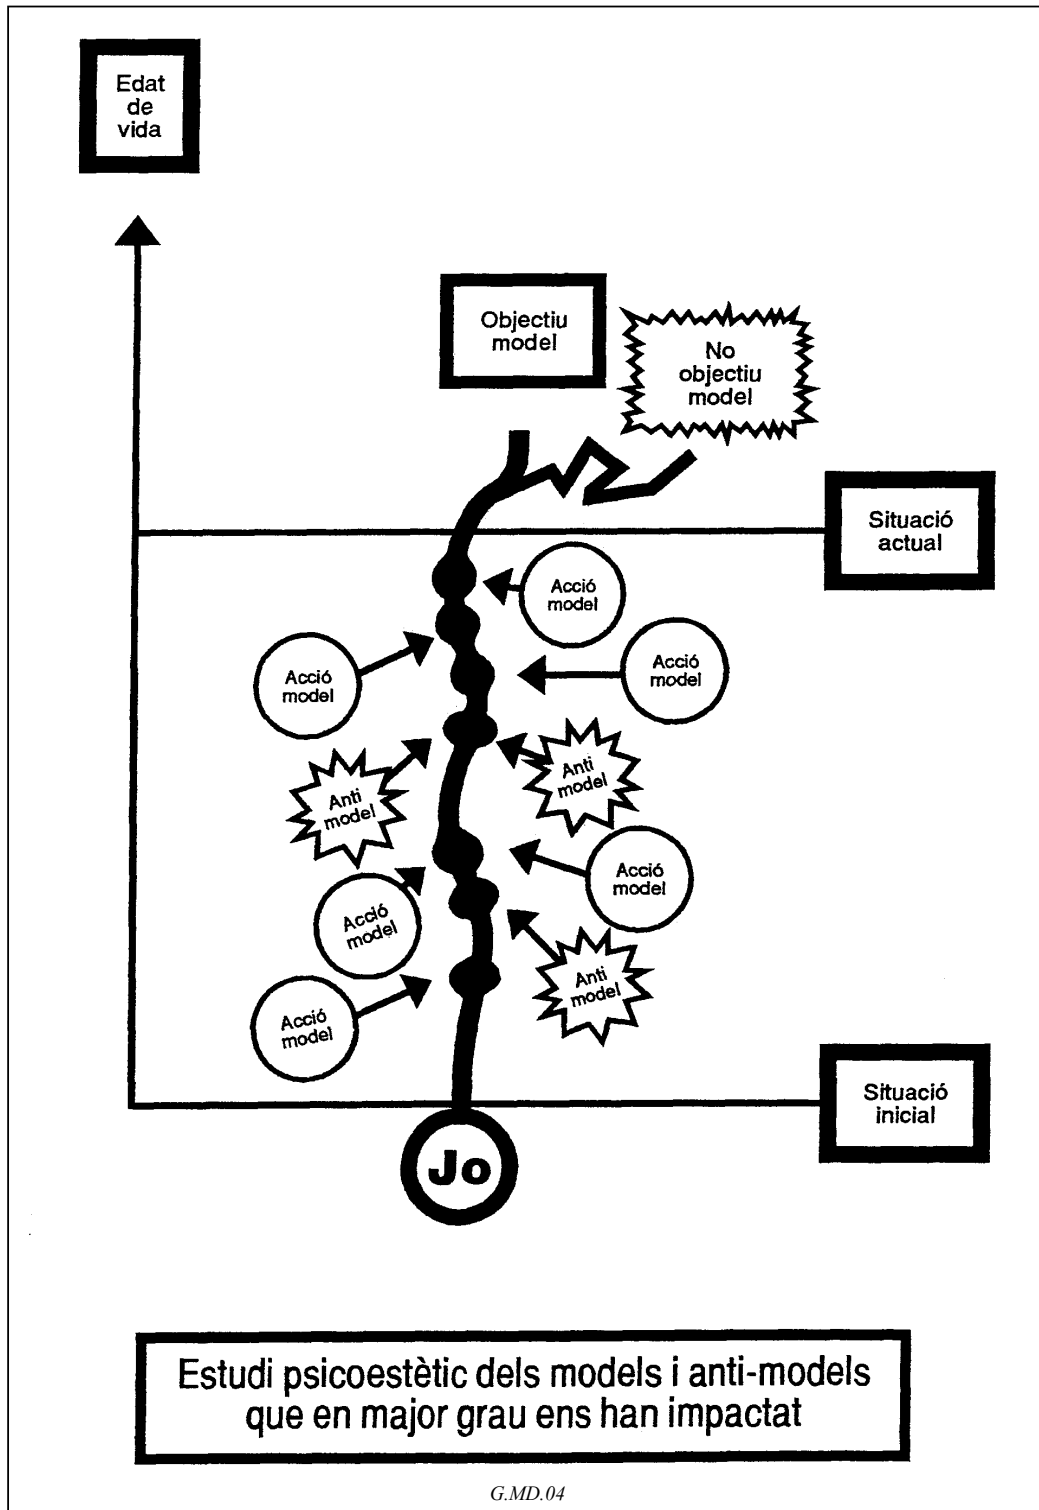 Edat
de
vida
Objectiu
model
No
objectiu
model
Situació
actual
Acció
model
Acció
model
Acció
model
Anti
model
Anti
model
Acció
model
Acció
model
Anti
model
Acció
model
Situació
inicial
Jo
Estudi psicoestètic dels models i anti-models
que en major grau ens han impactat
G.MD.04